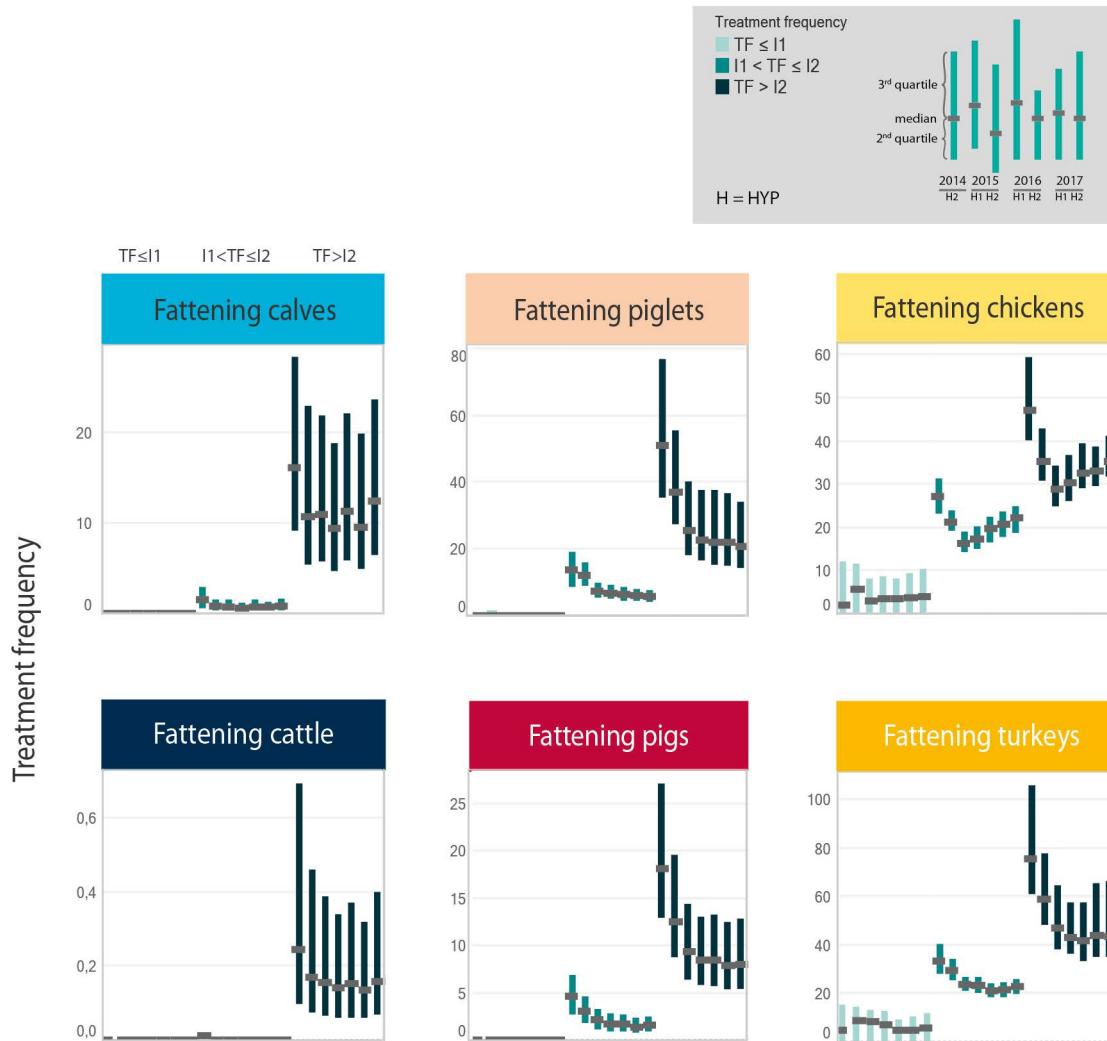 Treatment frequency
TF ≤ I1
I1 < TF ≤ I2
TF > I2
3rd quartile
median
2nd quartile
2014 2015 2016 2017
H2 H1 H2 H1 H2 H1 H2
H = HYP
TF≤I1 I1<TF≤I2 TF>I2
Fattening calves Fattening piglets Fattening chickens
20
10
0
80
60
40
20
0
60
50
40
30
20
10
0
Treatment frequency
Fattening cattle Fattening pigs Fattening turkeys
0,6
0,4
0,2
0,0
25
20
15
10
5
0
100
80
60
40
20
0